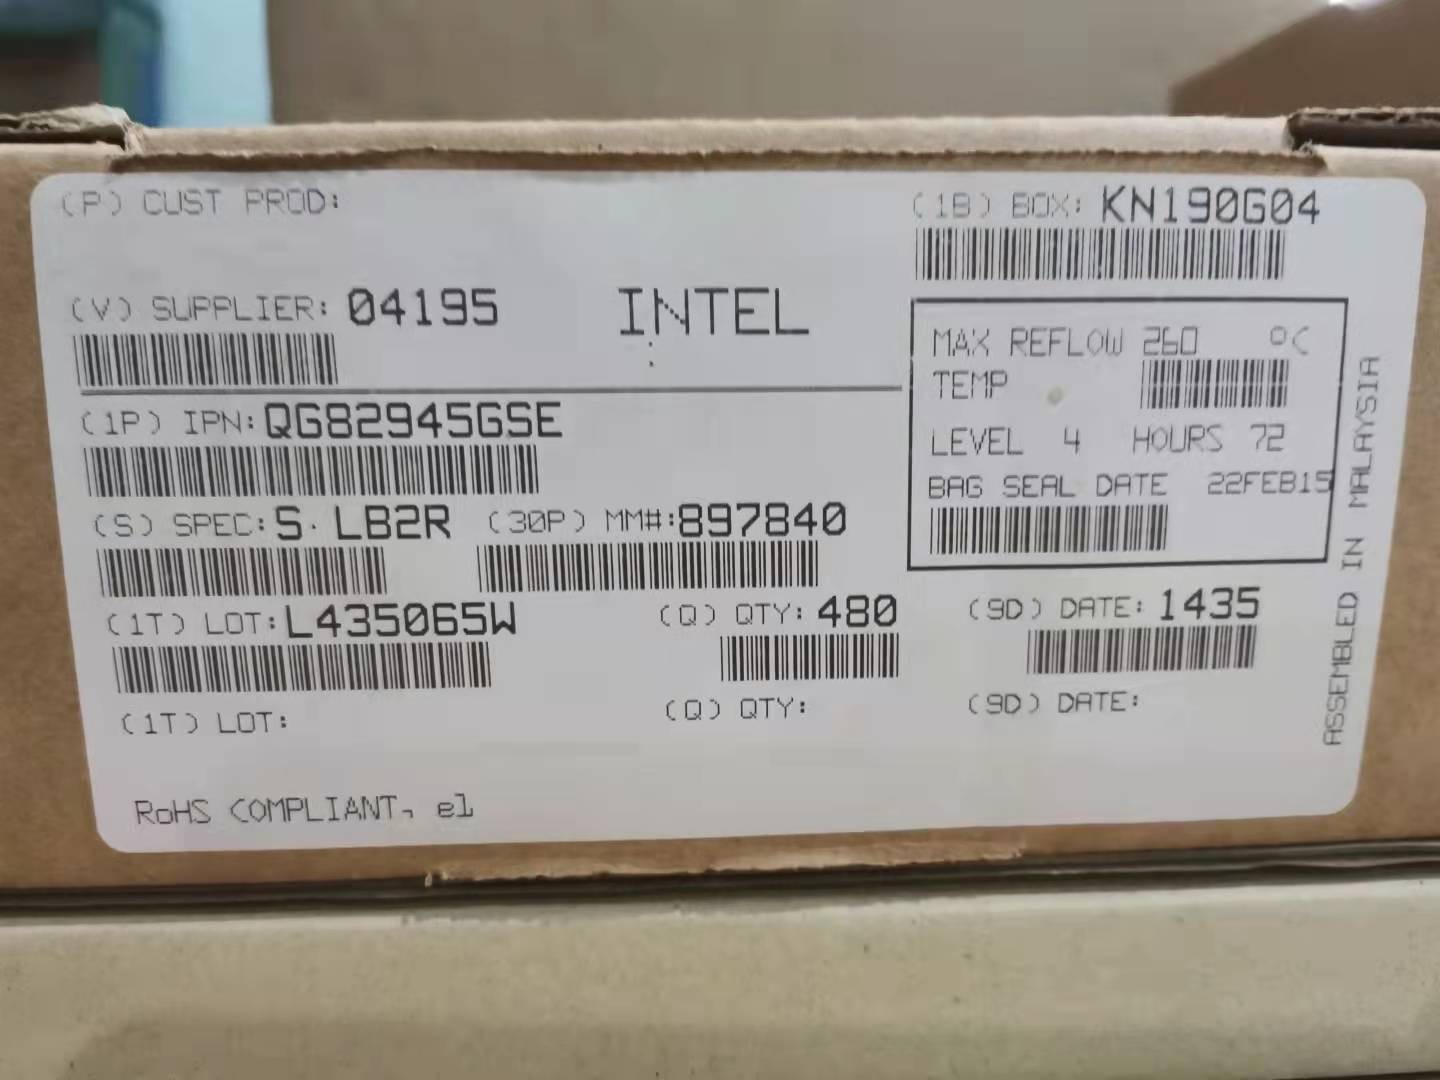 (P) CUST PROD:
(1B) BOX: KN190G04
(V) SUPPLIER: 04195
INTEL
MAX REFLOW 260 °C
TEMP
LEVEL 4 HOURS 72
BAG SEAL DATE 22FEB15
(1P) IPN: QG82945GSE
(S) SPEC: S. LB2R (30P) MM#: 897840
(1T) LOT: L435065W (Q) QTY: 480 (9D) DATE: 1435
(1T) LOT: (Q) QTY: (9D) DATE:
RoHS COMPLIANT, e1
ASSEMBLED IN MALAYSIA